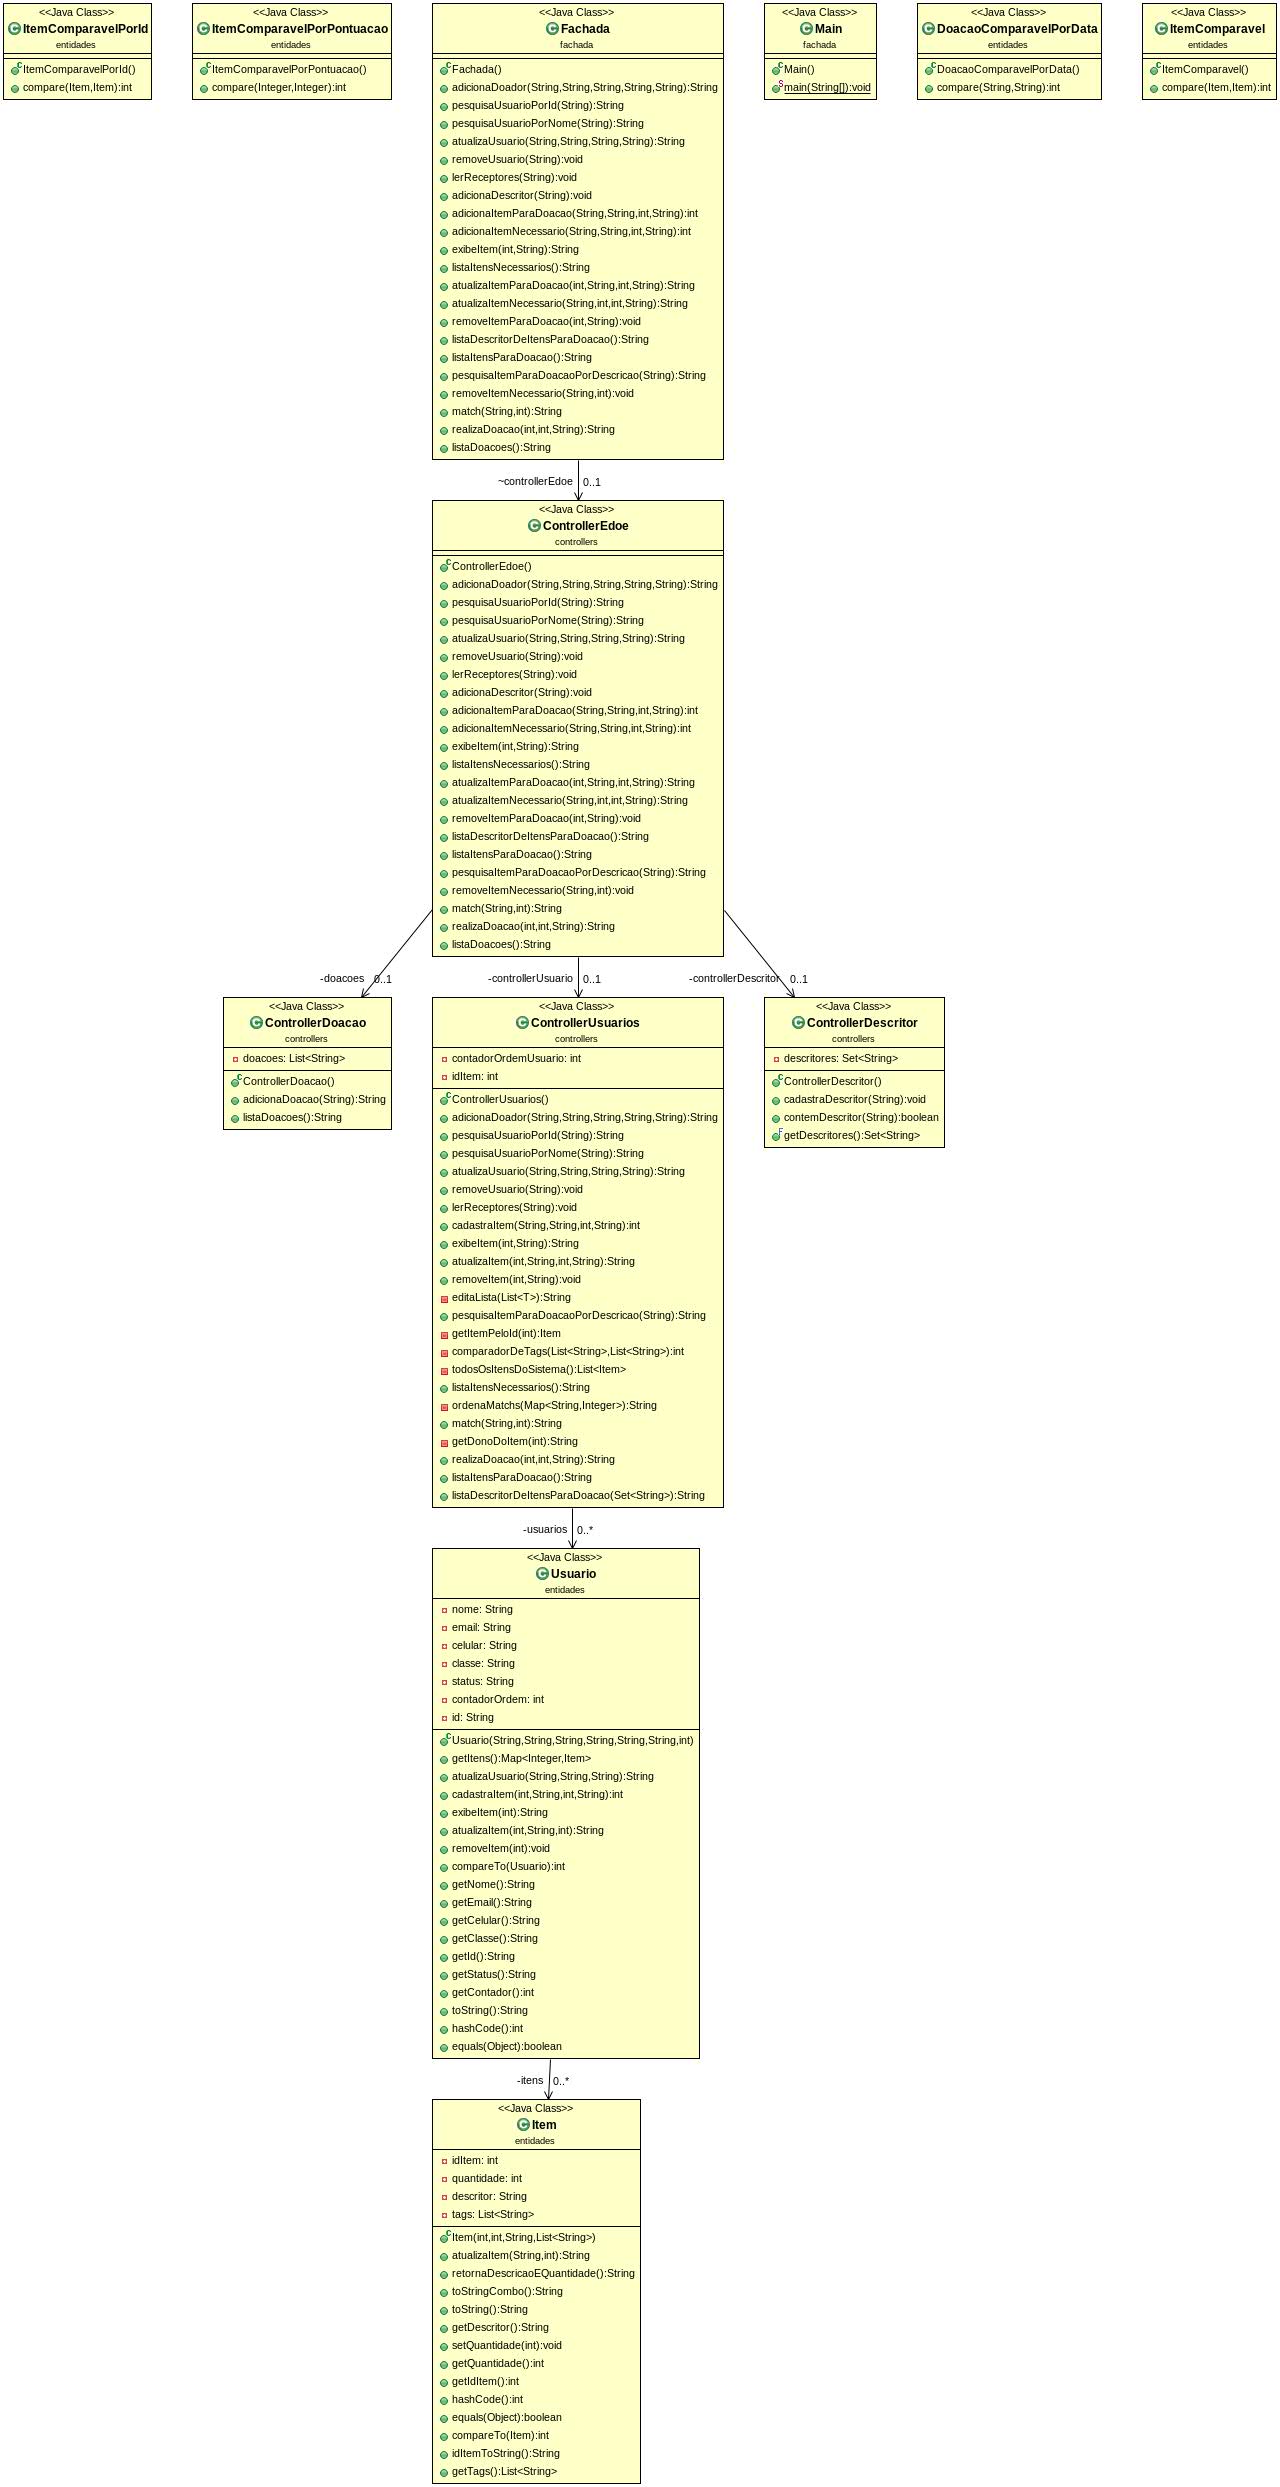 <<Java Class>>
ItemComparavelPorId
entidades
ItemComparavelPorId()
compare(Item,Item):int
<<Java Class>>
ItemComparavelPorPontuacao
entidades
ItemComparavelPorPontuacao()
compare(Integer,Integer):int
<<Java Class>>
Fachada
fachada
Fachada()
adicionaDoador(String,String,String,String,String):String
pesquisaUsuarioPorId(String):String
pesquisaUsuarioPorNome(String):String
atualizaUsuario(String,String,String,String):String
removeUsuario(String):void
lerReceptores(String):void
adicionaDescritor(String):void
adicionaItemParaDoacao(String,String,int,String):int
adicionaItemNecessario(String,String,int,String):int
exibeItem(int,String):String
listaItensNecessarios():String
atualizaItemParaDoacao(int,String,int,String):String
atualizaItemNecessario(String,int,int,String):String
removeItemParaDoacao(int,String):void
listaDescritorDeItensParaDoacao():String
listaItensParaDoacao():String
pesquisaItemParaDoacaoPorDescricao(String):String
removeItemNecessario(String,int):void
match(String,int):String
realizaDoacao(int,int,String):String
listaDoacoes():String
<<Java Class>>
Main
fachada
Main()
main(String[]):void
<<Java Class>>
DoacaoComparavelPorData
entidades
DoacaoComparavelPorData()
compare(String,String):int
<<Java Class>>
ItemComparavel
entidades
ItemComparavel()
compare(Item,Item):int
~controllerEdoe 0..1
<<Java Class>>
ControllerEdoe
controllers
ControllerEdoe()
adicionaDoador(String,String,String,String,String):String
pesquisaUsuarioPorId(String):String
pesquisaUsuarioPorNome(String):String
atualizaUsuario(String,String,String,String):String
removeUsuario(String):void
lerReceptores(String):void
adicionaDescritor(String):void
adicionaItemParaDoacao(String,String,int,String):int
adicionaItemNecessario(String,String,int,String):int
exibeItem(int,String):String
listaItensNecessarios():String
atualizaItemParaDoacao(int,String,int,String):String
atualizaItemNecessario(String,int,int,String):String
removeItemParaDoacao(int,String):void
listaDescritorDeItensParaDoacao():String
listaItensParaDoacao():String
pesquisaItemParaDoacaoPorDescricao(String):String
removeItemNecessario(String,int):void
match(String,int):String
realizaDoacao(int,int,String):String
listaDoacoes():String
-doacoes 0..1
-controllerUsuario 0..1
-controllerDescritor 0..1
<<Java Class>>
ControllerDoacao
controllers
doacoes: List<String>
ControllerDoacao()
adicionaDoacao(String):String
listaDoacoes():String
<<Java Class>>
ControllerUsuarios
controllers
contadorOrdemUsuario: int
idItem: int
ControllerUsuarios()
adicionaDoador(String,String,String,String,String):String
pesquisaUsuarioPorId(String):String
pesquisaUsuarioPorNome(String):String
atualizaUsuario(String,String,String,String):String
removeUsuario(String):void
lerReceptores(String):void
cadastraItem(String,String,int,String):int
exibeItem(int,String):String
atualizaItem(int,String,int,String):String
removeItem(int,String):void
editaLista(List<T>):String
pesquisaItemParaDoacaoPorDescricao(String):String
getItemPeloId(int):Item
comparadorDeTags(List<String>,List<String>):int
todosOsItensDoSistema():List<Item>
listaItensNecessarios():String
ordenaMatchs(Map<String,Integer>):String
match(String,int):String
getDonoDoItem(int):String
realizaDoacao(int,int,String):String
listaItensParaDoacao():String
listaDescritorDeItensParaDoacao(Set<String>):String
<<Java Class>>
ControllerDescritor
controllers
descritores: Set<String>
ControllerDescritor()
cadastraDescritor(String):void
contemDescritor(String):boolean
getDescritores():Set<String>
-usuarios 0..*
<<Java Class>>
Usuario
entidades
nome: String
email: String
celular: String
classe: String
status: String
contadorOrdem: int
id: String
Usuario(String,String,String,String,String,String,int)
getItens():Map<Integer,Item>
atualizaUsuario(String,String,String):String
cadastraItem(int,String,int,String):int
exibeItem(int):String
atualizaItem(int,String,int):String
removeItem(int):void
compareTo(Usuario):int
getNome():String
getEmail():String
getCelular():String
getClasse():String
getId():String
getStatus():String
getContador():int
toString():String
hashCode():int
equals(Object):boolean
-itens 0..*
<<Java Class>>
Item
entidades
idItem: int
quantidade: int
descritor: String
tags: List<String>
Item(int,int,String,List<String>)
atualizaItem(String,int):String
retornaDescricaoEQuantidade():String
toStringCombo():String
toString():String
getDescritor():String
setQuantidade(int):void
getQuantidade():int
getIdItem():int
hashCode():int
equals(Object):boolean
compareTo(Item):int
idItemToString():String
getTags():List<String>